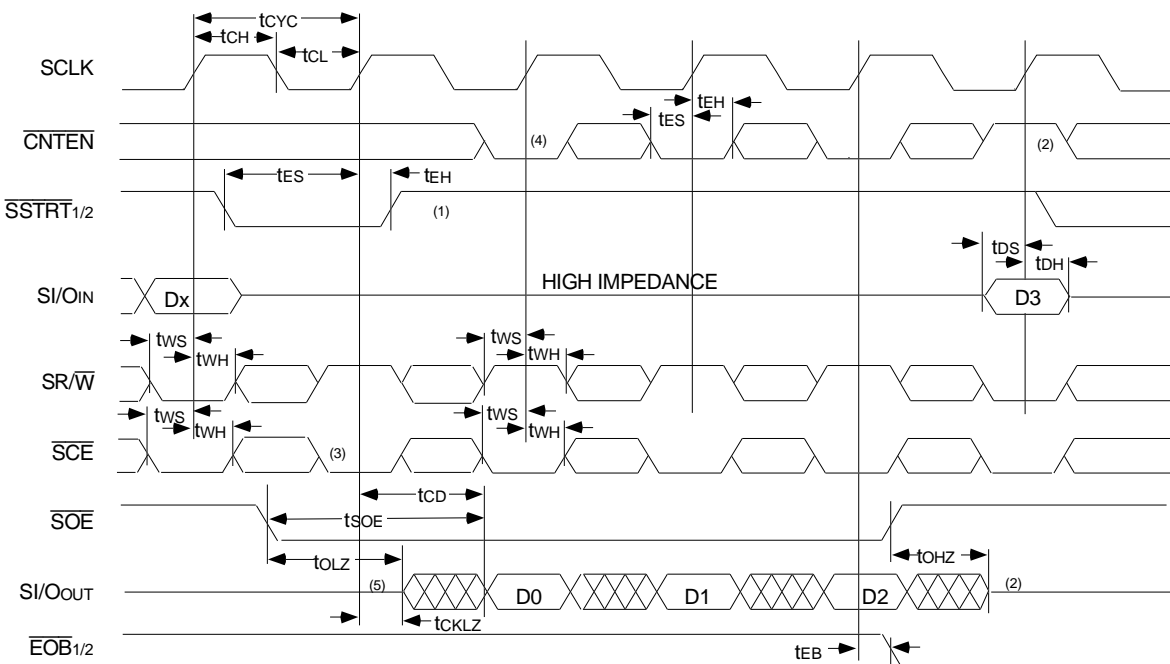 tCYC
tCH
tCL
SCLK
tEH
tES
CNTEN
(4)
(2)
tES
tEH
SSTRT1/2
(1)
tDS
tDH
HIGH IMPEDANCE
SI/OIN
Dx
D3
tWS
tWS
tWH
tWH
SR/W
tWS
tWS
tWH
tWH
SCE
(3)
tCD
SOE
tSOE
tOLZ
tOHZ
SI/OOUT
(5)
D0
D1
D2
(2)
tCKLZ
EOB1/2
tEB